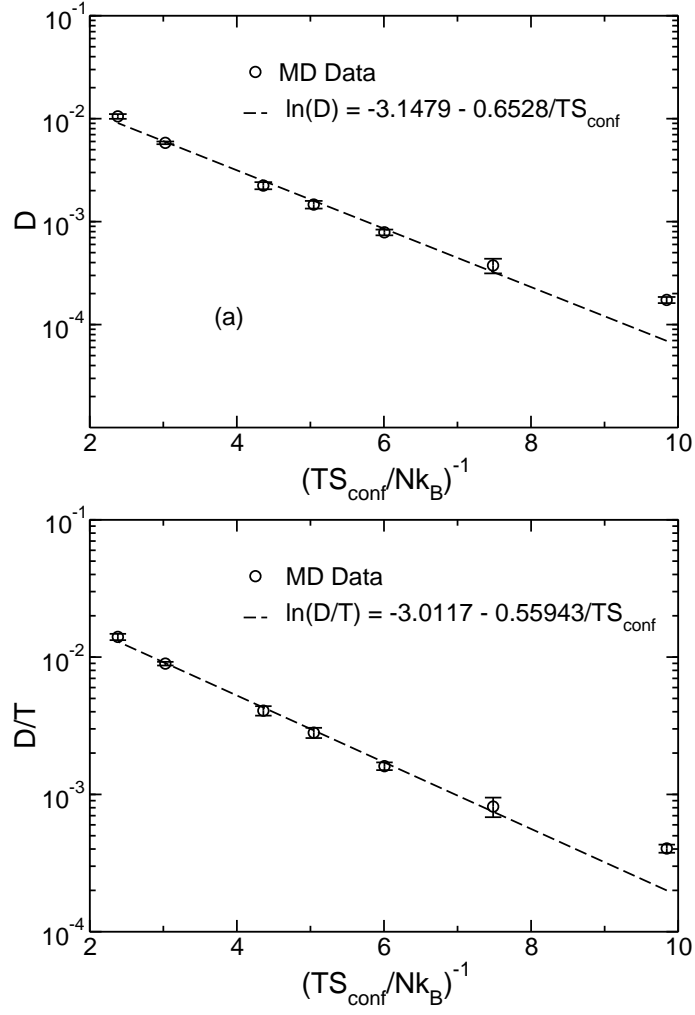 10^-1
MD Data
ln(D) = -3.1479 - 0.6528/TS_conf
10^-2
D
10^-3
(a)
10^-4
2 4 6 8 10
(TS_conf/Nk_B)^-1
10^-1
MD Data
ln(D/T) = -3.0117 - 0.55943/TS_conf
10^-2
D/T
10^-3
10^-4
2 4 6 8 10
(TS_conf/Nk_B)^-1